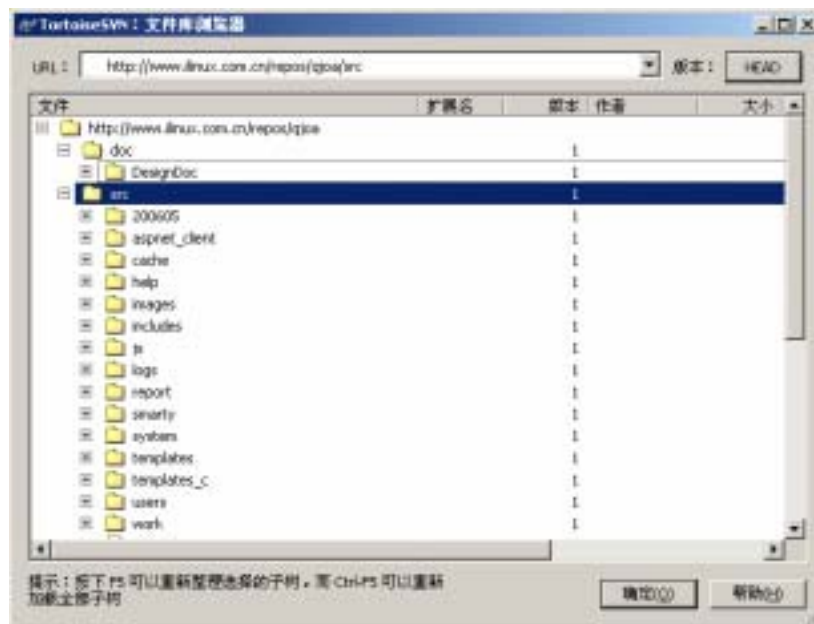 TortoiseSVN：文件库浏览器
URL： http://www.ilinux.com.cn/repos/qjoa/src 版本： HEAD
文件 扩展名 版本 作者 大小
http://www.ilinux.com.cn/repos/qjoa
doc 1
DesignDoc 1
src 1
200605 1
aspnet_client 1
cache 1
help 1
images 1
includes 1
js 1
logs 1
report 1
smarty 1
system 1
templates 1
templates_c 1
users 1
work 1
提示：按下 F5 可以重新整理选择的子树，而 Ctrl-F5 可以重新
加载全部子树
确定(O) 帮助(H)